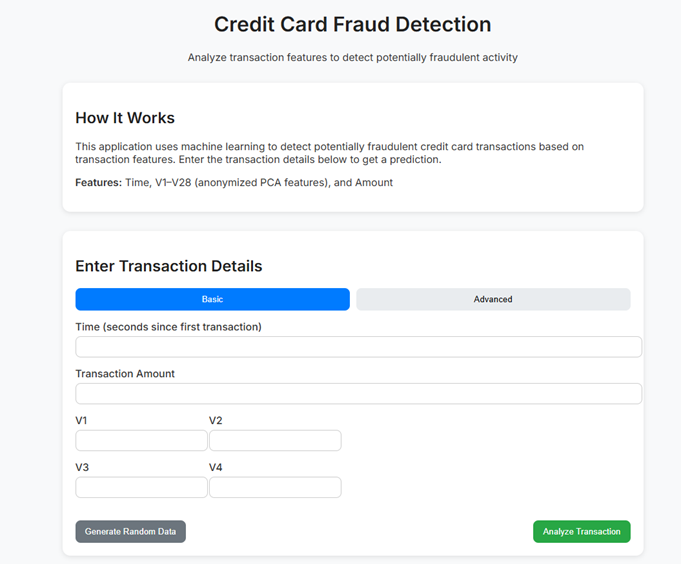 Credit Card Fraud Detection
Analyze transaction features to detect potentially fraudulent activity
How It Works
This application uses machine learning to detect potentially fraudulent credit card transactions based on
transaction features. Enter the transaction details below to get a prediction.
Features: Time, V1–V28 (anonymized PCA features), and Amount
Enter Transaction Details
Basic
Advanced
Time (seconds since first transaction)
Transaction Amount
V1
V2
V3
V4
Generate Random Data
Analyze Transaction